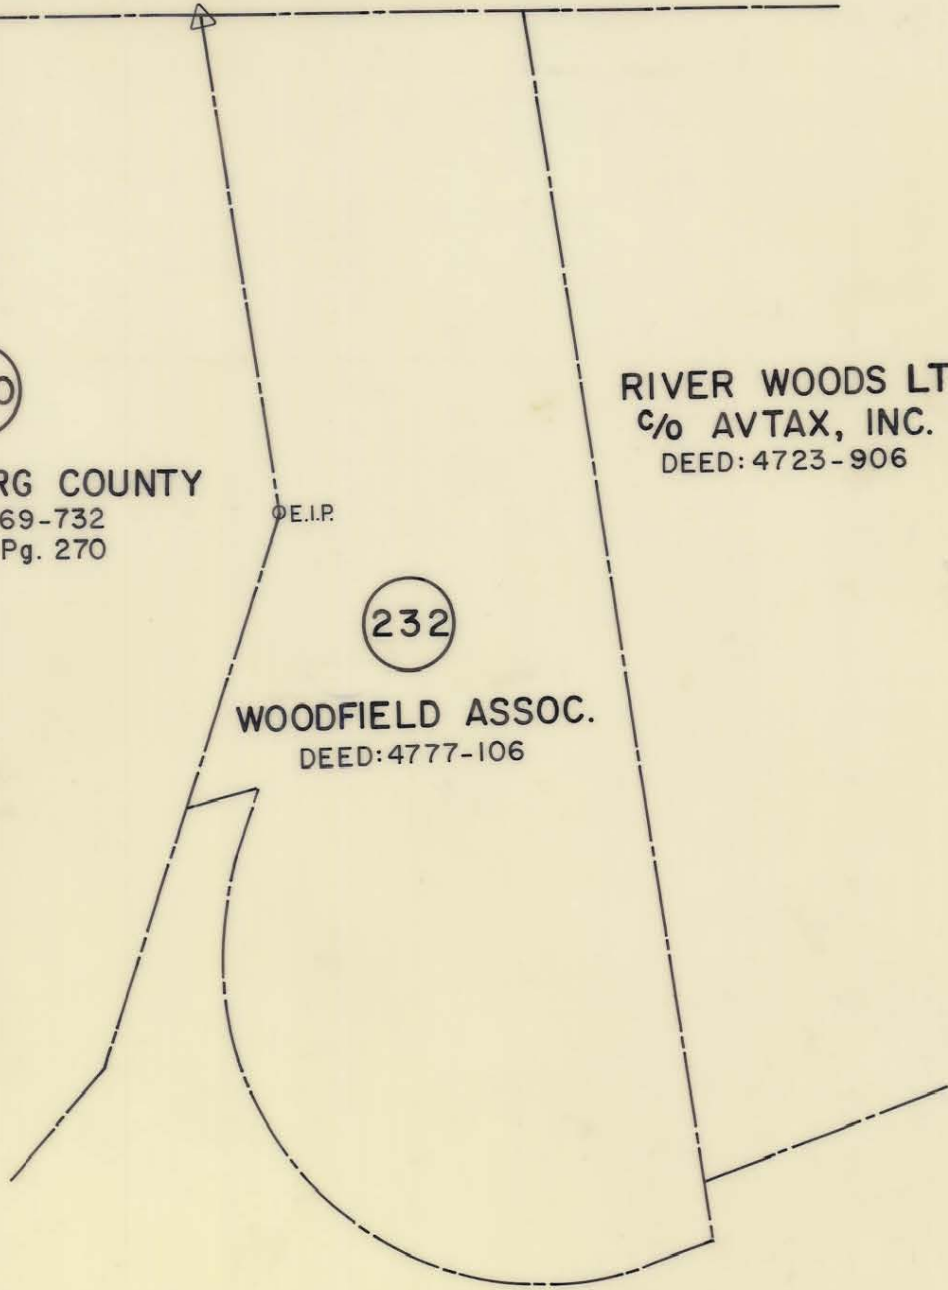 RIVER WOODS LT
c/o AVTAX, INC.
DEED: 4723-906
RG COUNTY
69-732
Pg. 270
E.I.P.
232
WOODFIELD ASSOC.
DEED: 4777-106